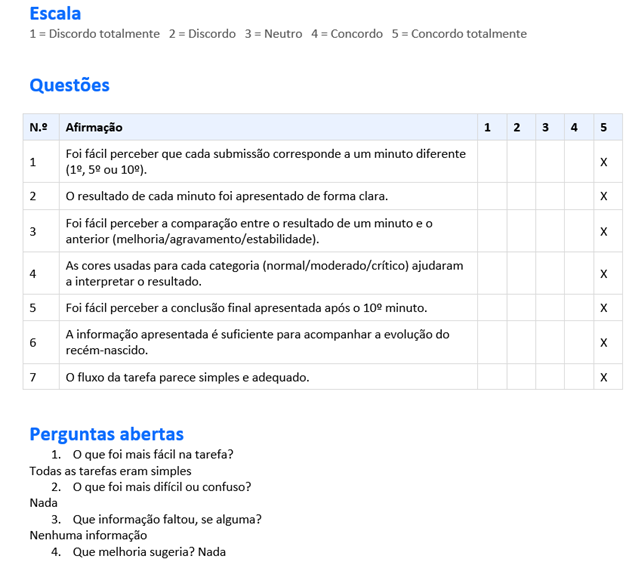 Escala
1 = Discordo totalmente 2 = Discordo 3 = Neutro 4 = Concordo 5 = Concordo totalmente
Questões
N.º Afirmação 1 2 3 4 5
1 Foi fácil perceber que cada submissão corresponde a um minuto diferente
(1º, 5º ou 10º). X
2 O resultado de cada minuto foi apresentado de forma clara. X
3 Foi fácil perceber a comparação entre o resultado de um minuto e o
anterior (melhoria/agravamento/estabilidade). X
4 As cores usadas para cada categoria (normal/moderado/crítico) ajudaram
a interpretar o resultado. X
5 Foi fácil perceber a conclusão final apresentada após o 10º minuto. X
6 A informação apresentada é suficiente para acompanhar a evolução do
recém-nascido. X
7 O fluxo da tarefa parece simples e adequado. X
Perguntas abertas
1. O que foi mais fácil na tarefa?
Todas as tarefas eram simples
2. O que foi mais difícil ou confuso?
Nada
3. Que informação faltou, se alguma?
Nenhuma informação
4. Que melhoria sugeria? Nada